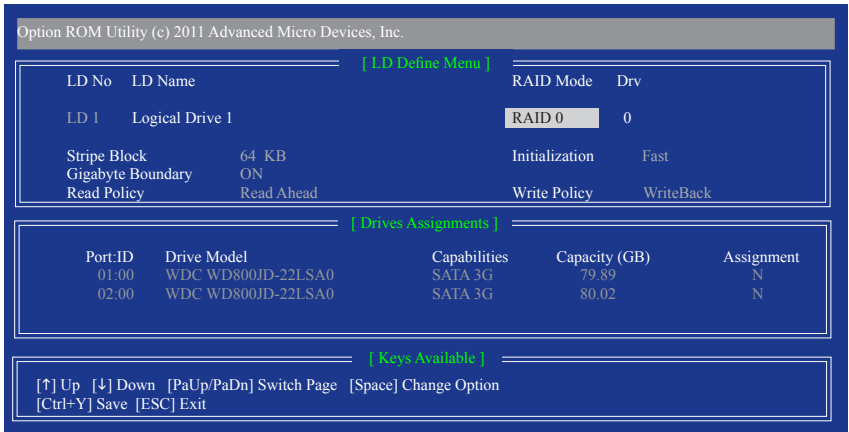 Option ROM Utility (c) 2011 Advanced Micro Devices, Inc.
[ LD Define Menu ]
LD No LD Name RAID Mode Drv
LD 1 Logical Drive 1 RAID 0 0
Stripe Block 64 KB Initialization Fast
Gigabyte Boundary ON
Read Policy Read Ahead Write Policy WriteBack
[ Drives Assignments ]
Port:ID Drive Model Capabilities Capacity (GB) Assignment
01:00 WDC WD800JD-22LSA0 SATA 3G 79.89 N
02:00 WDC WD800JD-22LSA0 SATA 3G 80.02 N
[ Keys Available ]
[↑] Up [↓] Down [PaUp/PaDn] Switch Page [Space] Change Option
[Ctrl+Y] Save [ESC] Exit